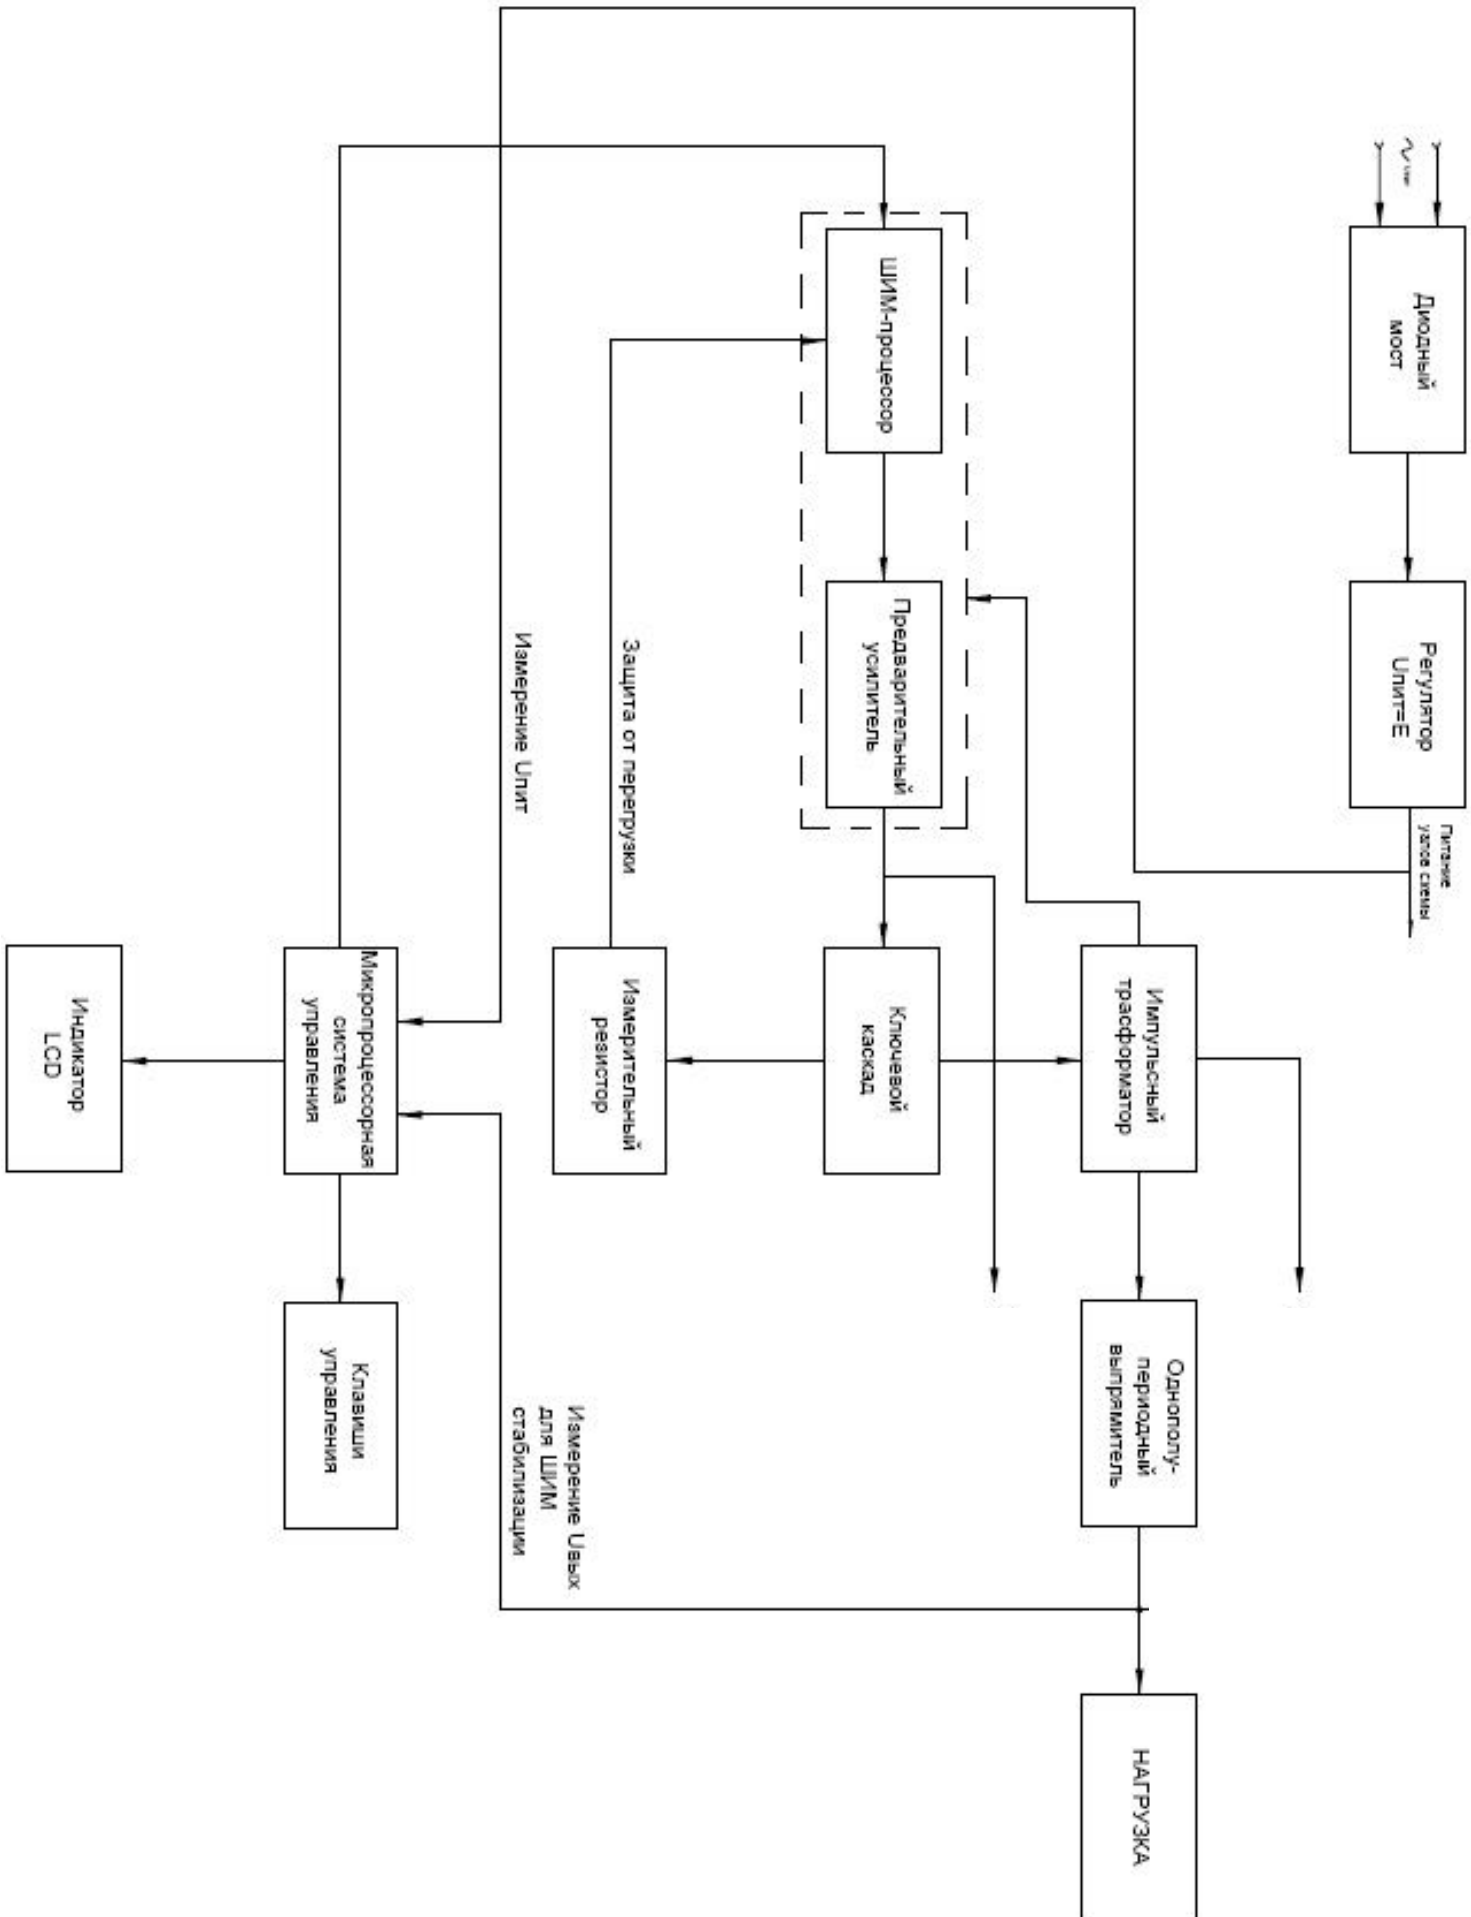 Диодный
мост
Регулятор
Uпит=E
Питание
узлов схемы
Импульсный
трасформатор
Однополу-
периодный
выпрямитель
НАГРУЗКА
ШИМ-процессор
Предварительный
усилитель
Ключевой
каскад
Защита от перегрузки
Измерительный
резистор
Измерение Uпит
Измерение Uвых
для ШИМ
стабилизации
Микропроцессорная
система
управления
Клавиши
управления
Индикатор
LCD